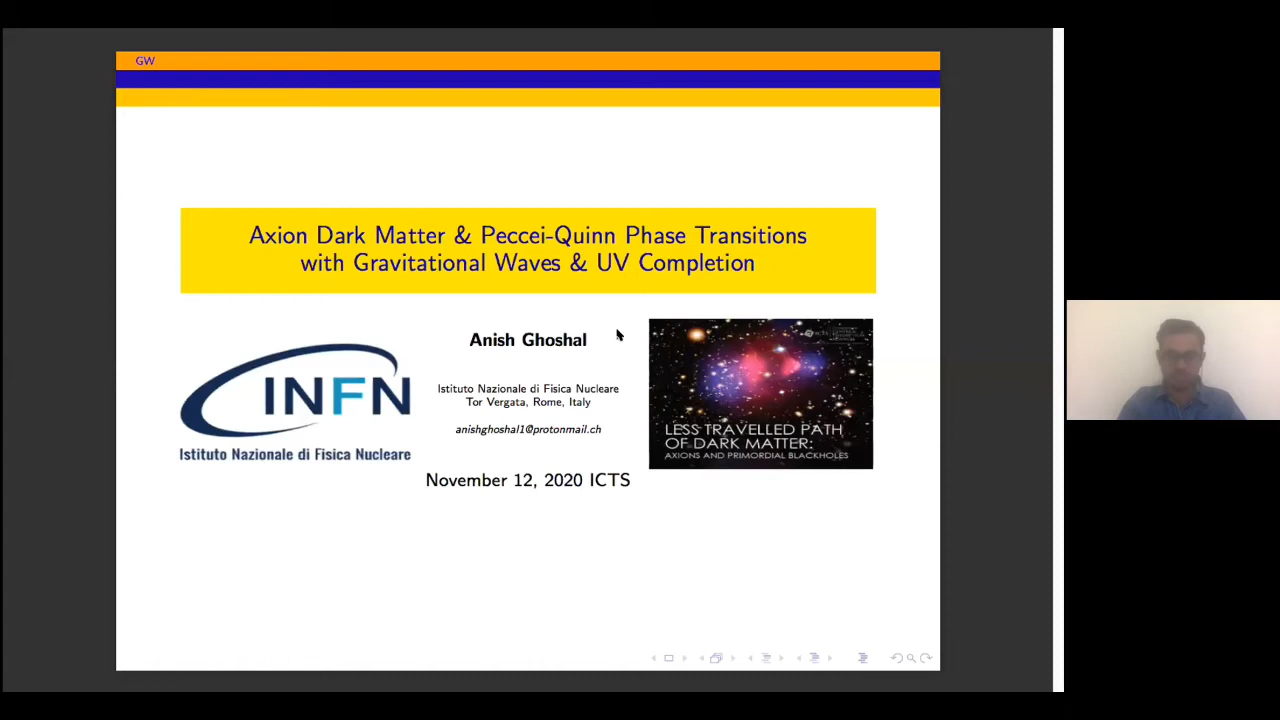 GW
Axion Dark Matter & Peccei-Quinn Phase Transitions
with Gravitational Waves & UV Completion
Anish Ghoshal
INFN
Istituto Nazionale di Fisica Nucleare
Istituto Nazionale di Fisica Nucleare
Tor Vergata, Rome, Italy
anishghoshal1@protonmail.ch
November 12, 2020 ICTS
LESS TRAVELLED PATH
OF DARK MATTER:
AXIONS AND PRIMORDIAL BLACKHOLES